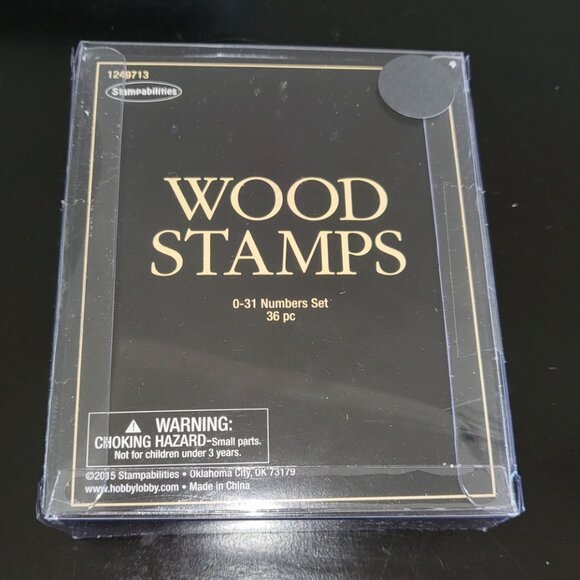 1249713
Stampabilities
WOOD
STAMPS
0-31 Numbers Set
36 pc
WARNING:
CHOKING HAZARD-Small parts.
Not for children under 3 years.
©2015 Stampabilities • Oklahoma City, OK 73179
www.hobbylobby.com • Made in China